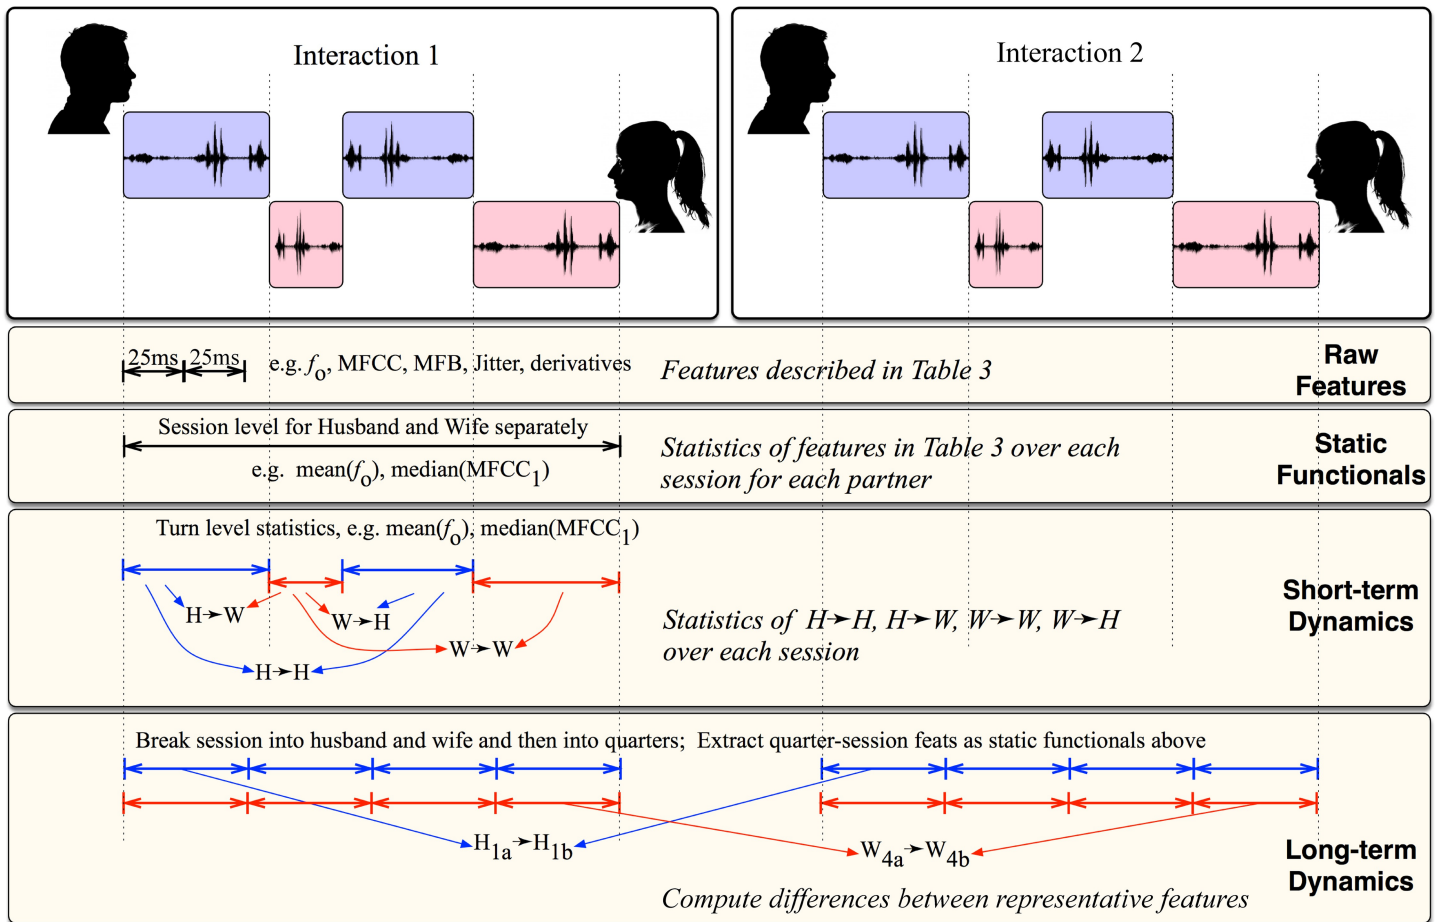 Interaction 1
Interaction 2
25ms 25ms
e.g. fo, MFCC, MFB, Jitter, derivatives
Features described in Table 3
Raw
Features
Session level for Husband and Wife separately
e.g. mean(fo), median(MFCC1)
Statistics of features in Table 3 over each
session for each partner
Static
Functionals
Turn level statistics, e.g. mean(fo), median(MFCC1)
H→W
W→H
W→W
H→H
Statistics of H→H, H→W, W→W, W→H
over each session
Short-term
Dynamics
Break session into husband and wife and then into quarters; Extract quarter-session feats as static functionals above
H1a→H1b
W4a→W4b
Compute differences between representative features
Long-term
Dynamics